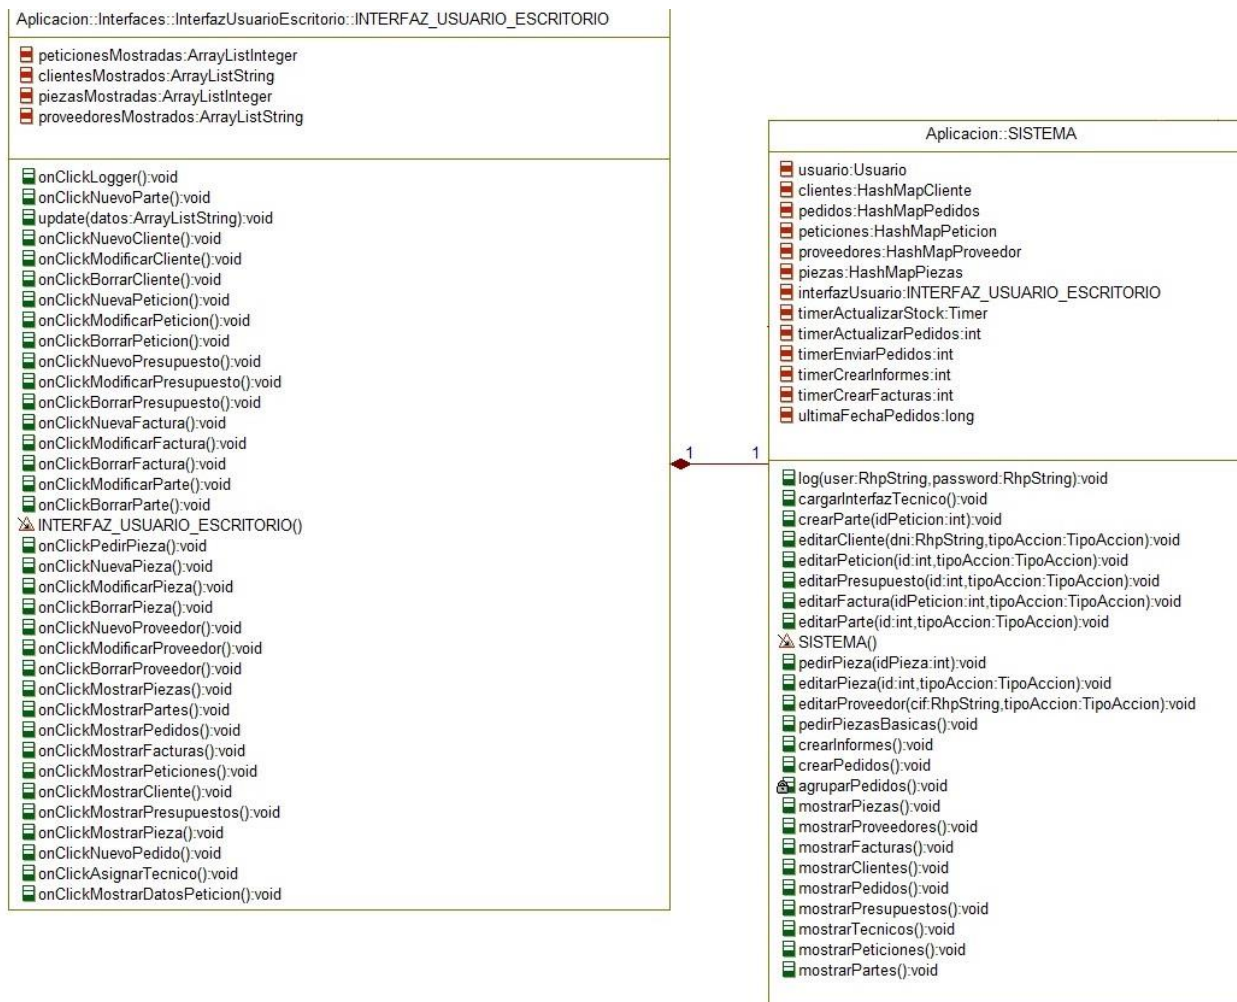 Aplicacion::Interfaces::InterfazUsuarioEscritorio::INTERFAZ_USUARIO_ESCRITORIO
peticionesMostradas:ArrayListInteger
clientesMostrados:ArrayListString
piezasMostradas:ArrayListInteger
proveedoresMostrados:ArrayListString
onClickLogger():void
onClickNuevoParte():void
update(datos:ArrayListString):void
onClickNuevoCliente():void
onClickModificarCliente():void
onClickBorrarCliente():void
onClickNuevaPeticion():void
onClickModificarPeticion():void
onClickBorrarPeticion():void
onClickNuevoPresupuesto():void
onClickModificarPresupuesto():void
onClickBorrarPresupuesto():void
onClickNuevaFactura():void
onClickModificarFactura():void
onClickBorrarFactura():void
onClickModificarParte():void
onClickBorrarParte():void
INTERFAZ_USUARIO_ESCRITORIO()
onClickPedirPieza():void
onClickNuevaPieza():void
onClickModificarPieza():void
onClickBorrarPieza():void
onClickNuevoProveedor():void
onClickModificarProveedor():void
onClickBorrarProveedor():void
onClickMostrarPiezas():void
onClickMostrarPartes():void
onClickMostrarPedidos():void
onClickMostrarFacturas():void
onClickMostrarPeticiones():void
onClickMostrarCliente():void
onClickMostrarPresupuestos():void
onClickMostrarPieza():void
onClickNuevoPedido():void
onClickAsignarTecnico():void
onClickMostrarDatosPeticion():void
1 1
Aplicacion::SISTEMA
usuario:Usuario
clientes:HashMapCliente
pedidos:HashMapPedidos
peticiones:HashMapPeticion
proveedores:HashMapProveedor
piezas:HashMapPiezas
interfazUsuario:INTERFAZ_USUARIO_ESCRITORIO
timerActualizarStock:Timer
timerActualizarPedidos:int
timerEnviarPedidos:int
timerCrearInformes:int
timerCrearFacturas:int
ultimaFechaPedidos:long
log(user:RhpString,password:RhpString):void
cargarInterfazTecnico():void
crearParte(idPeticion:int):void
editarCliente(dni:RhpString,tipoAccion:TipoAccion):void
editarPeticion(id:int,tipoAccion:TipoAccion):void
editarPresupuesto(id:int,tipoAccion:TipoAccion):void
editarFactura(idPeticion:int,tipoAccion:TipoAccion):void
editarParte(id:int,tipoAccion:TipoAccion):void
SISTEMA()
pedirPieza(idPieza:int):void
editarPieza(id:int,tipoAccion:TipoAccion):void
editarProveedor(cif:RhpString,tipoAccion:TipoAccion):void
pedirPiezasBasicas():void
crearInformes():void
crearPedidos():void
agruparPedidos():void
mostrarPiezas():void
mostrarProveedores():void
mostrarFacturas():void
mostrarClientes():void
mostrarPedidos():void
mostrarPresupuestos():void
mostrarTecnicos():void
mostrarPeticiones():void
mostrarPartes():void